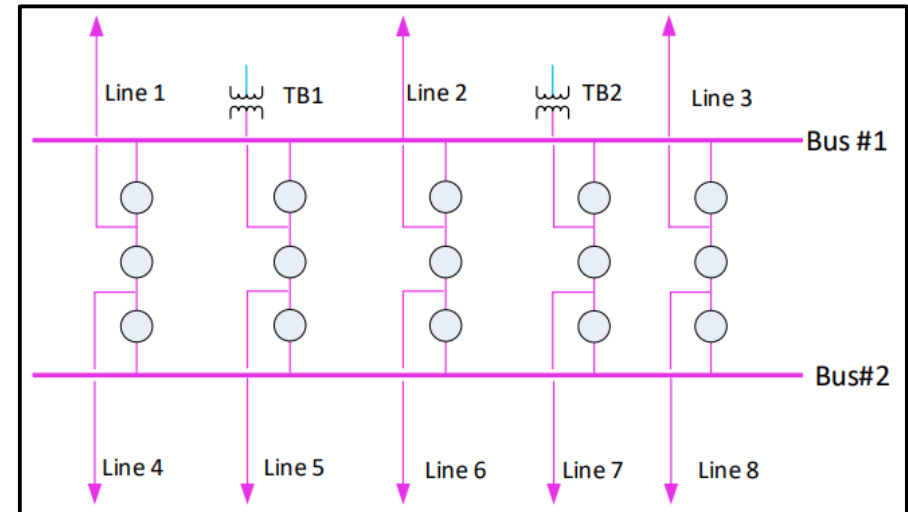 Line 1
TB1
Line 2
TB2
Line 3
Bus #1
Bus#2
Line 4
Line 5
Line 6
Line 7
Line 8